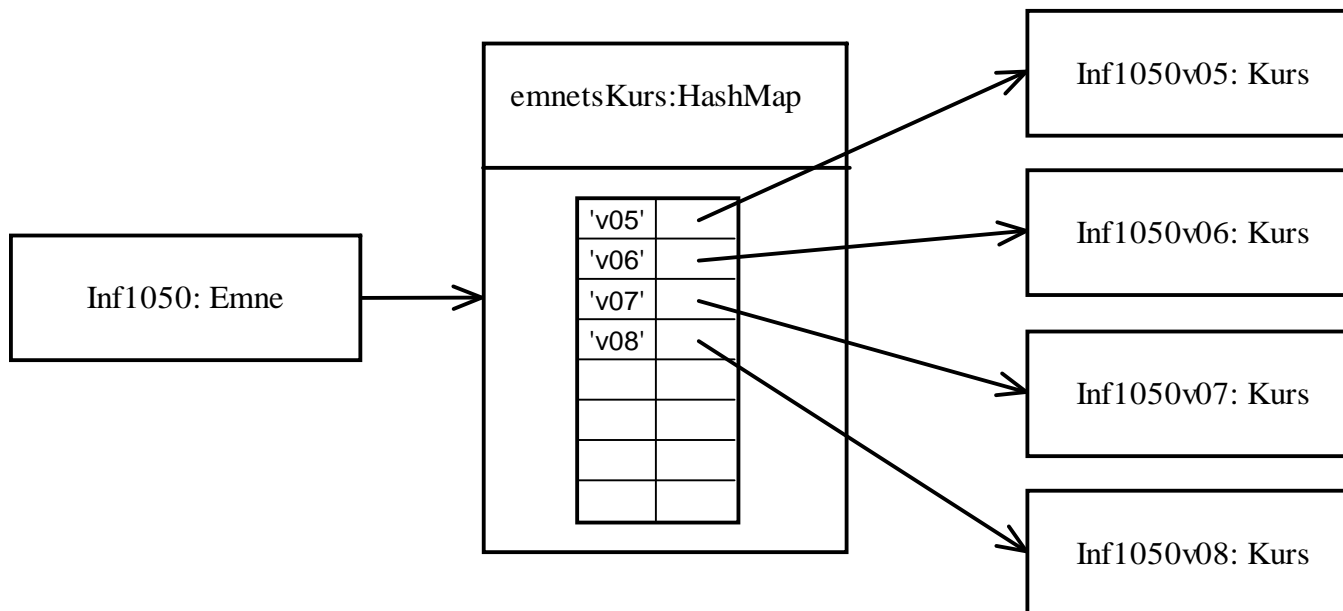 Inf1050: Emne
emnetsKurs:HashMap
'v05'
'v06'
'v07'
'v08'
Inf1050v05: Kurs
Inf1050v06: Kurs
Inf1050v07: Kurs
Inf1050v08: Kurs